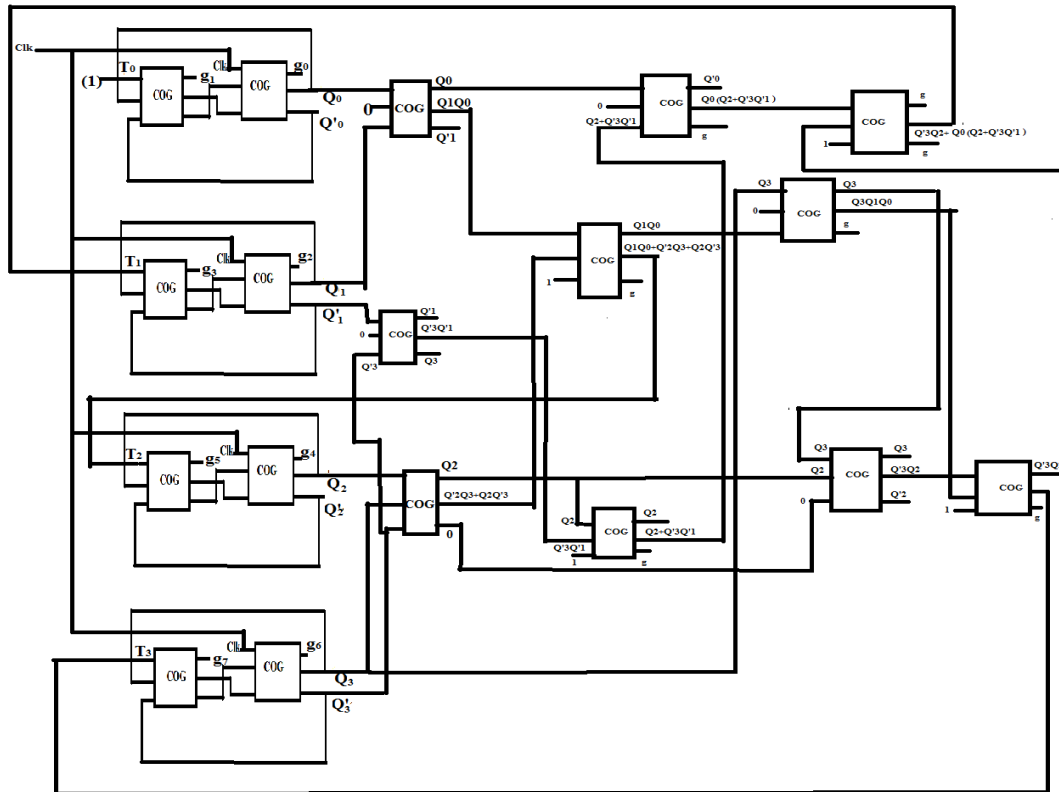 Clk
(1)
T0
COG
g1
Clk
COG
g0
Q0
Q'0
0
COG
Q0
Q1Q0
Q'1
0
Q2+Q'3Q'1
COG
Q'0
Q0(Q2+Q'3Q'1)
g
1
COG
g
Q'3Q2+ Q0(Q2+Q'3Q'1)
g
T1
COG
g3
Clk
COG
g2
Q1
Q'1
Q3
0
COG
Q3
Q3Q1Q0
g
1
COG
Q1Q0
Q1Q0+Q'2Q3+Q2Q'3
g
0
Q'3
COG
Q'1
Q'3Q'1
Q3
T2
COG
g5
Clk
COG
g4
Q2
Q'2
COG
Q2
Q'2Q3+Q2Q'3
0
Q2
Q'3Q'1
1
COG
Q2
Q2+Q'3Q'1
g
Q3
Q2
0
COG
Q3
Q'3Q2
Q'2
1
COG
Q'3Q
g
T3
COG
g7
Clk
COG
g6
Q3
Q'3